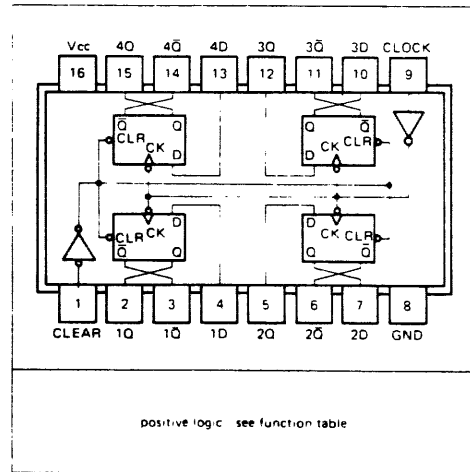 Vcc 4Q 4Q̅ 4D 3Q 3Q̅ 3D CLOCK
16 15 14 13 12 11 10 9
Q̅ Q Q Q̅
CLR CLR
CK CK
D D
D D
CK CK
CLR CLR
Q̅ Q Q Q̅
1 2 3 4 5 6 7 8
CLEAR 1Q 1Q̅ 1D 2Q 2Q̅ 2D GND
positive logic see function table